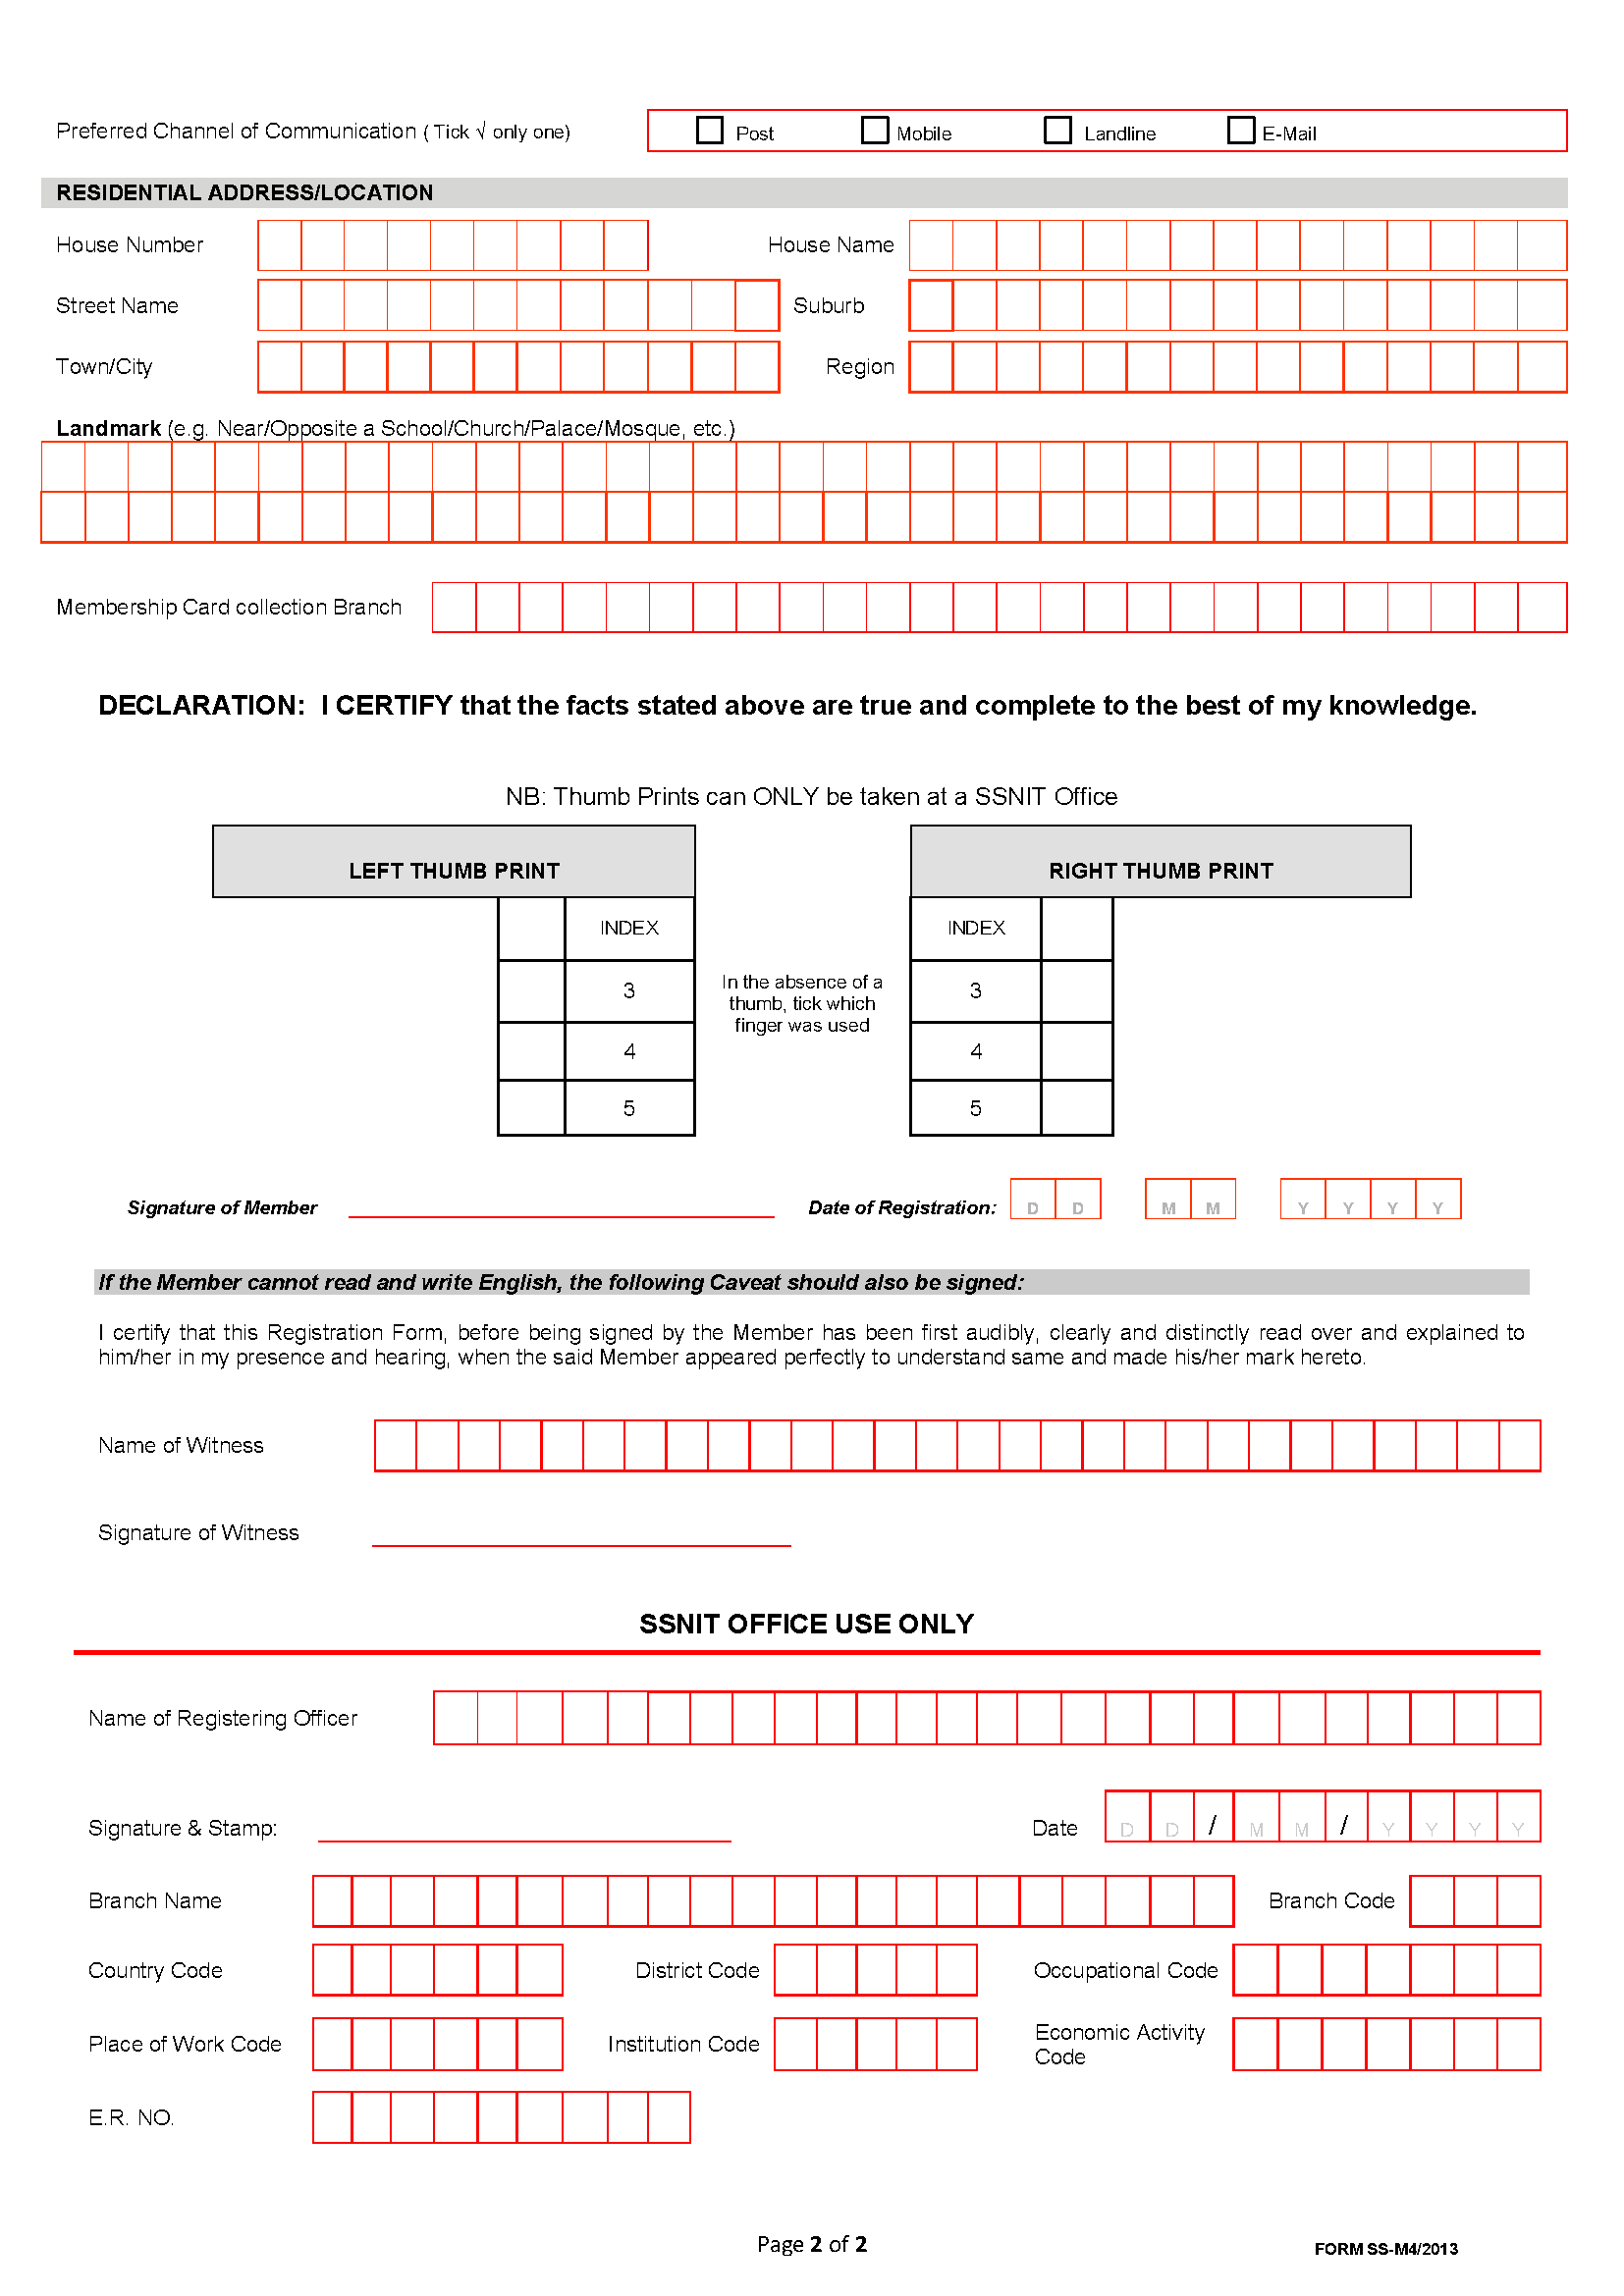 Preferred Channel of Communication ( Tick √ only one) Post Mobile Landline E-Mail
RESIDENTIAL ADDRESS/LOCATION
House Number House Name
Street Name Suburb
Town/City Region
Landmark (e.g. Near/Opposite a School/Church/Palace/Mosque, etc.)
Membership Card collection Branch
DECLARATION: I CERTIFY that the facts stated above are true and complete to the best of my knowledge.
NB: Thumb Prints can ONLY be taken at a SSNIT Office
LEFT THUMB PRINT RIGHT THUMB PRINT
INDEX INDEX
3 3
In the absence of a
thumb, tick which
finger was used
4 4
5 5
Signature of Member Date of Registration: D D M M Y Y Y Y
If the Member cannot read and write English, the following Caveat should also be signed:
I certify that this Registration Form, before being signed by the Member has been first audibly, clearly and distinctly read over and explained to
him/her in my presence and hearing, when the said Member appeared perfectly to understand same and made his/her mark hereto.
Name of Witness
Signature of Witness
SSNIT OFFICE USE ONLY
Name of Registering Officer
Signature & Stamp: Date D D / M M / Y Y Y Y
Branch Name Branch Code
Country Code District Code Occupational Code
Place of Work Code Institution Code Economic Activity
Code
E.R. NO.
Page 2 of 2
FORM SS-M4/2013